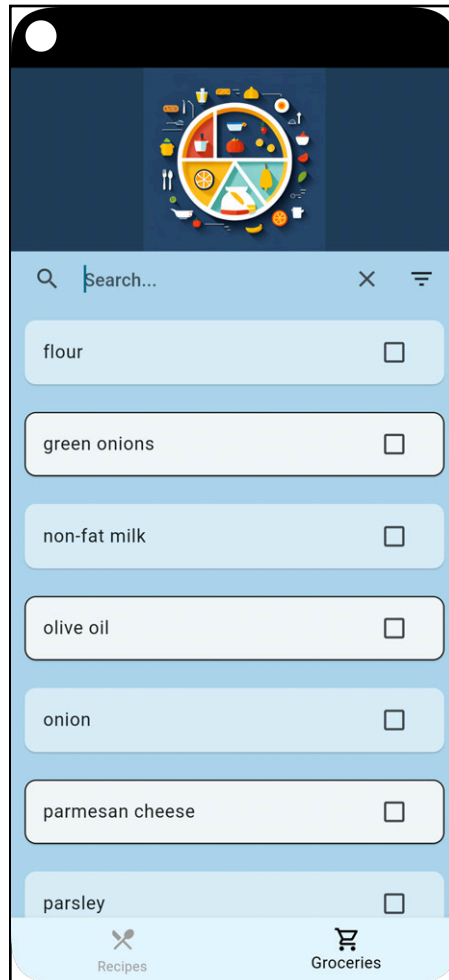 Search...
flour
green onions
non-fat milk
olive oil
onion
parmesan cheese
parsley
Recipes
Groceries